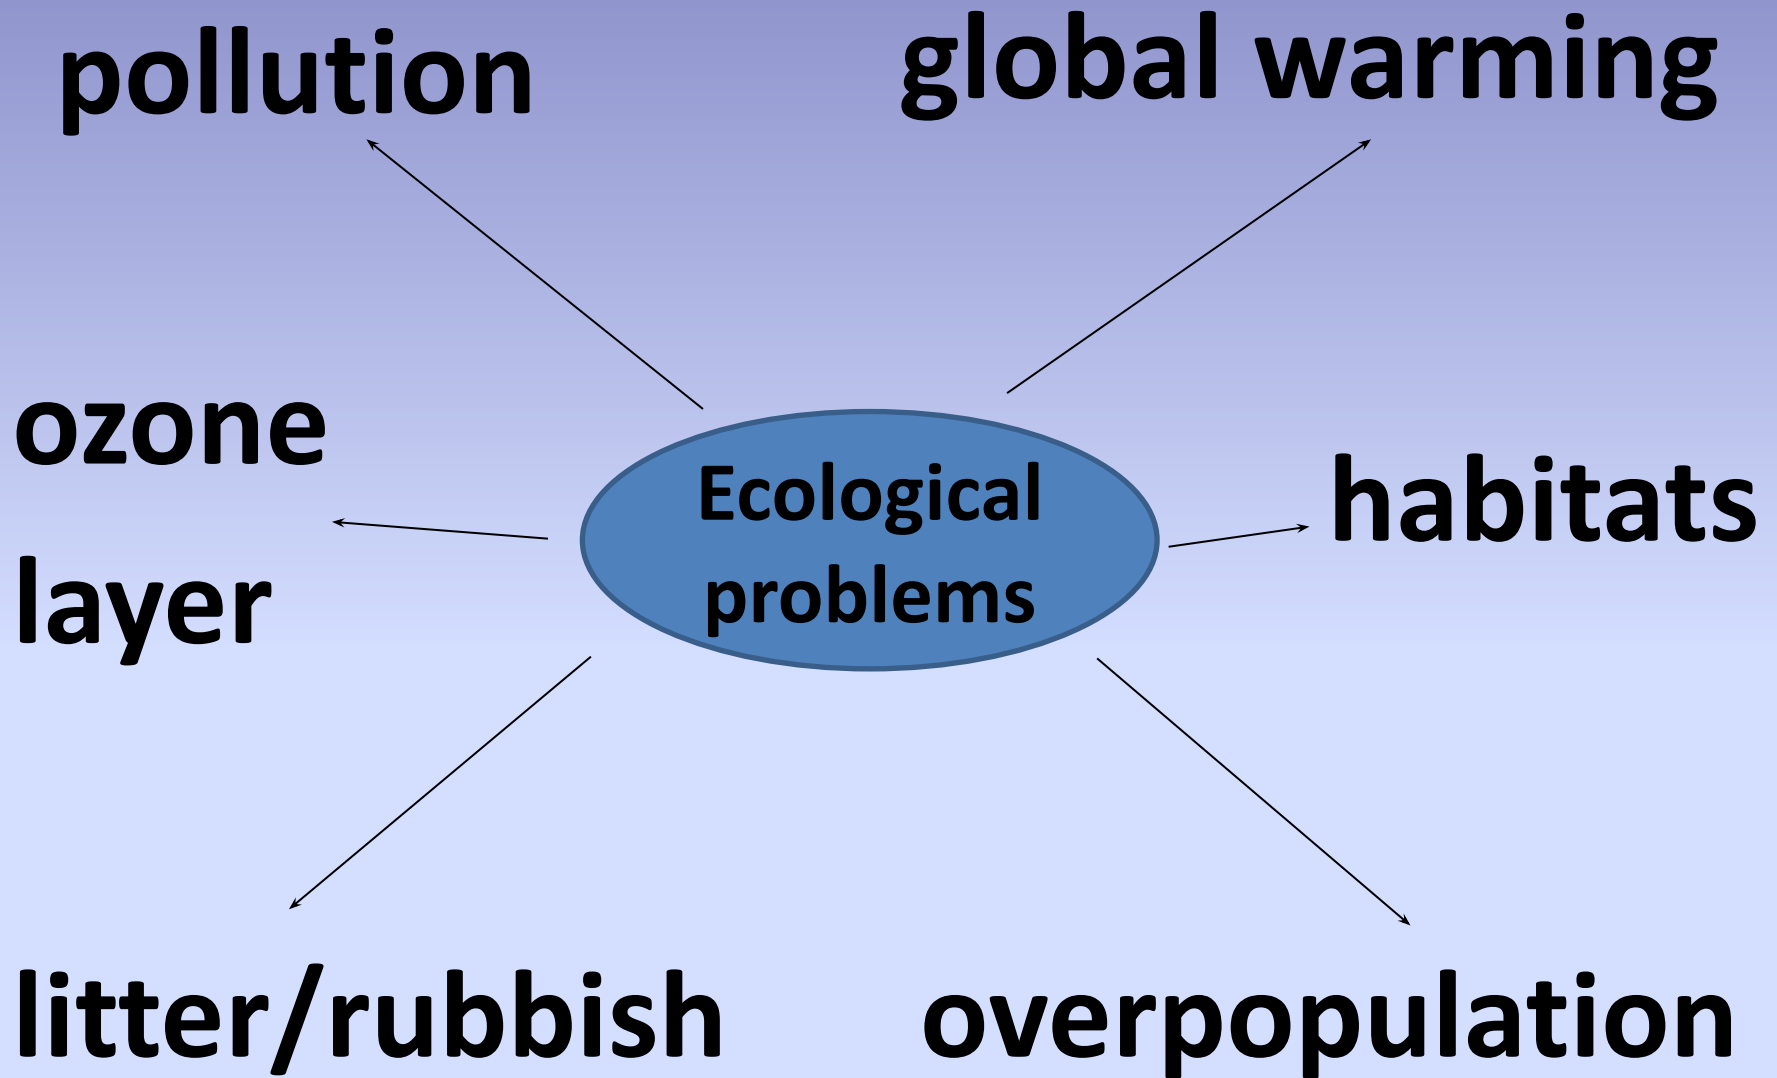 pollution
global warming
ozone
layer
Ecological
problems
habitats
litter/rubbish
overpopulation